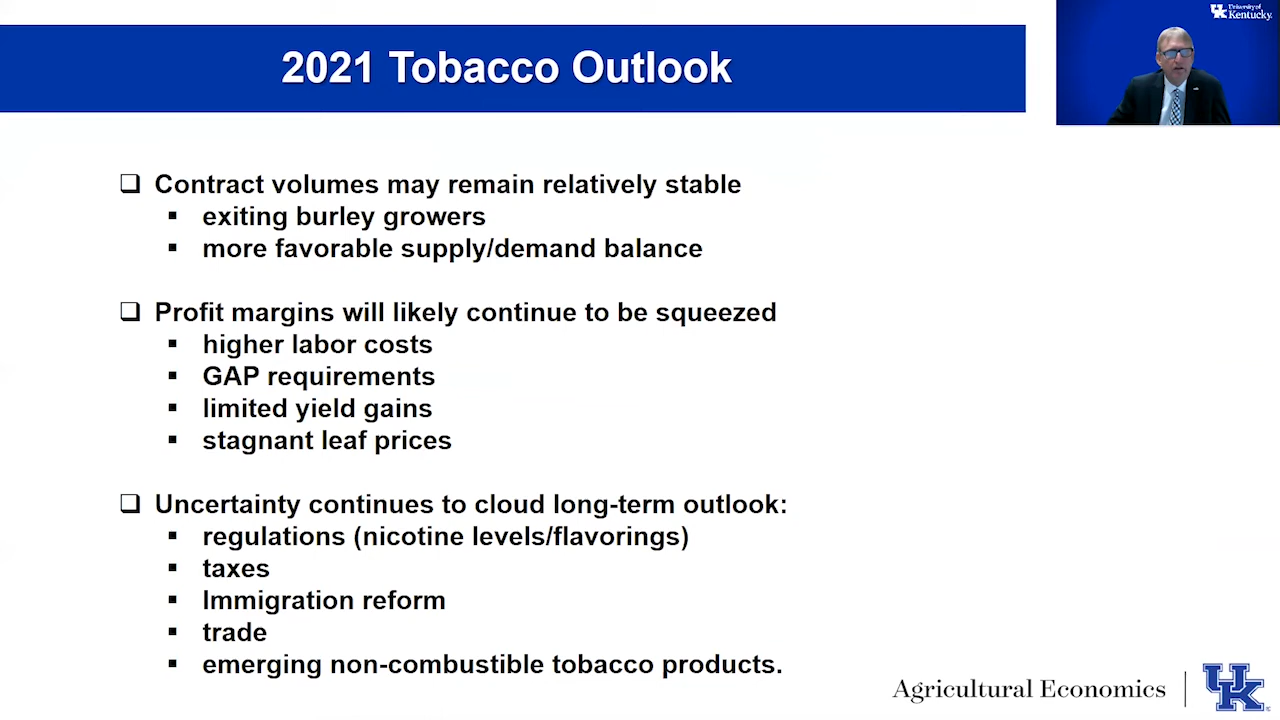 University of
Kentucky.
2021 Tobacco Outlook
❑ Contract volumes may remain relatively stable
▪ exiting burley growers
▪ more favorable supply/demand balance
❑ Profit margins will likely continue to be squeezed
▪ higher labor costs
▪ GAP requirements
▪ limited yield gains
▪ stagnant leaf prices
❑ Uncertainty continues to cloud long-term outlook:
▪ regulations (nicotine levels/flavorings)
▪ taxes
▪ Immigration reform
▪ trade
▪ emerging non-combustible tobacco products.
Agricultural Economics
UK